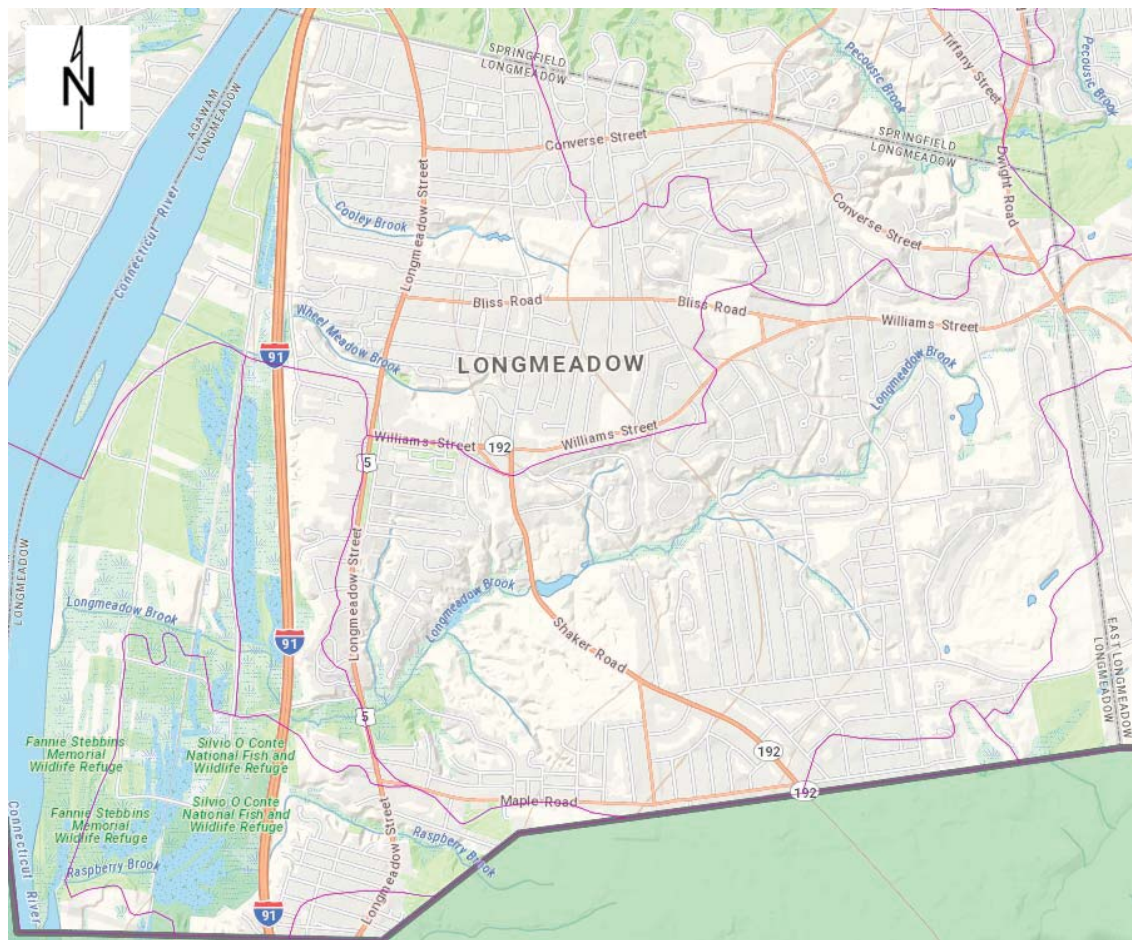 N
SPRINGFIELD
LONGMEADOW
Pecousic Brook
Tiffany Street
Pecousic Brook
AGAWAM
LONGMEADOW
Converse Street
SPRINGFIELD
LONGMEADOW
Dwight Road
Connecticut River
Longmeadow Street
Cooley Brook
Converse Street
Bliss Road
Bliss Road
Williams Street
Wheel Meadow Brook
91
LONGMEADOW
Longmeadow Brook
Williams Street
192
Williams Street
5
LONGMEADOW
Longmeadow Brook
Longmeadow Street
Longmeadow Brook
91
Shaker Road
EAST LONGMEADOW
LONGMEADOW
5
Fannie Stebbins
Memorial
Wildlife Refuge
Silvio O Conte
National Fish and
Wildlife Refuge
192
192
Maple Road
Connecticut River
Fannie Stebbins
Memorial
Wildlife Refuge
Silvio O Conte
National Fish and
Wildlife Refuge
Raspberry Brook
Raspberry Brook
Longmeadow Street
91